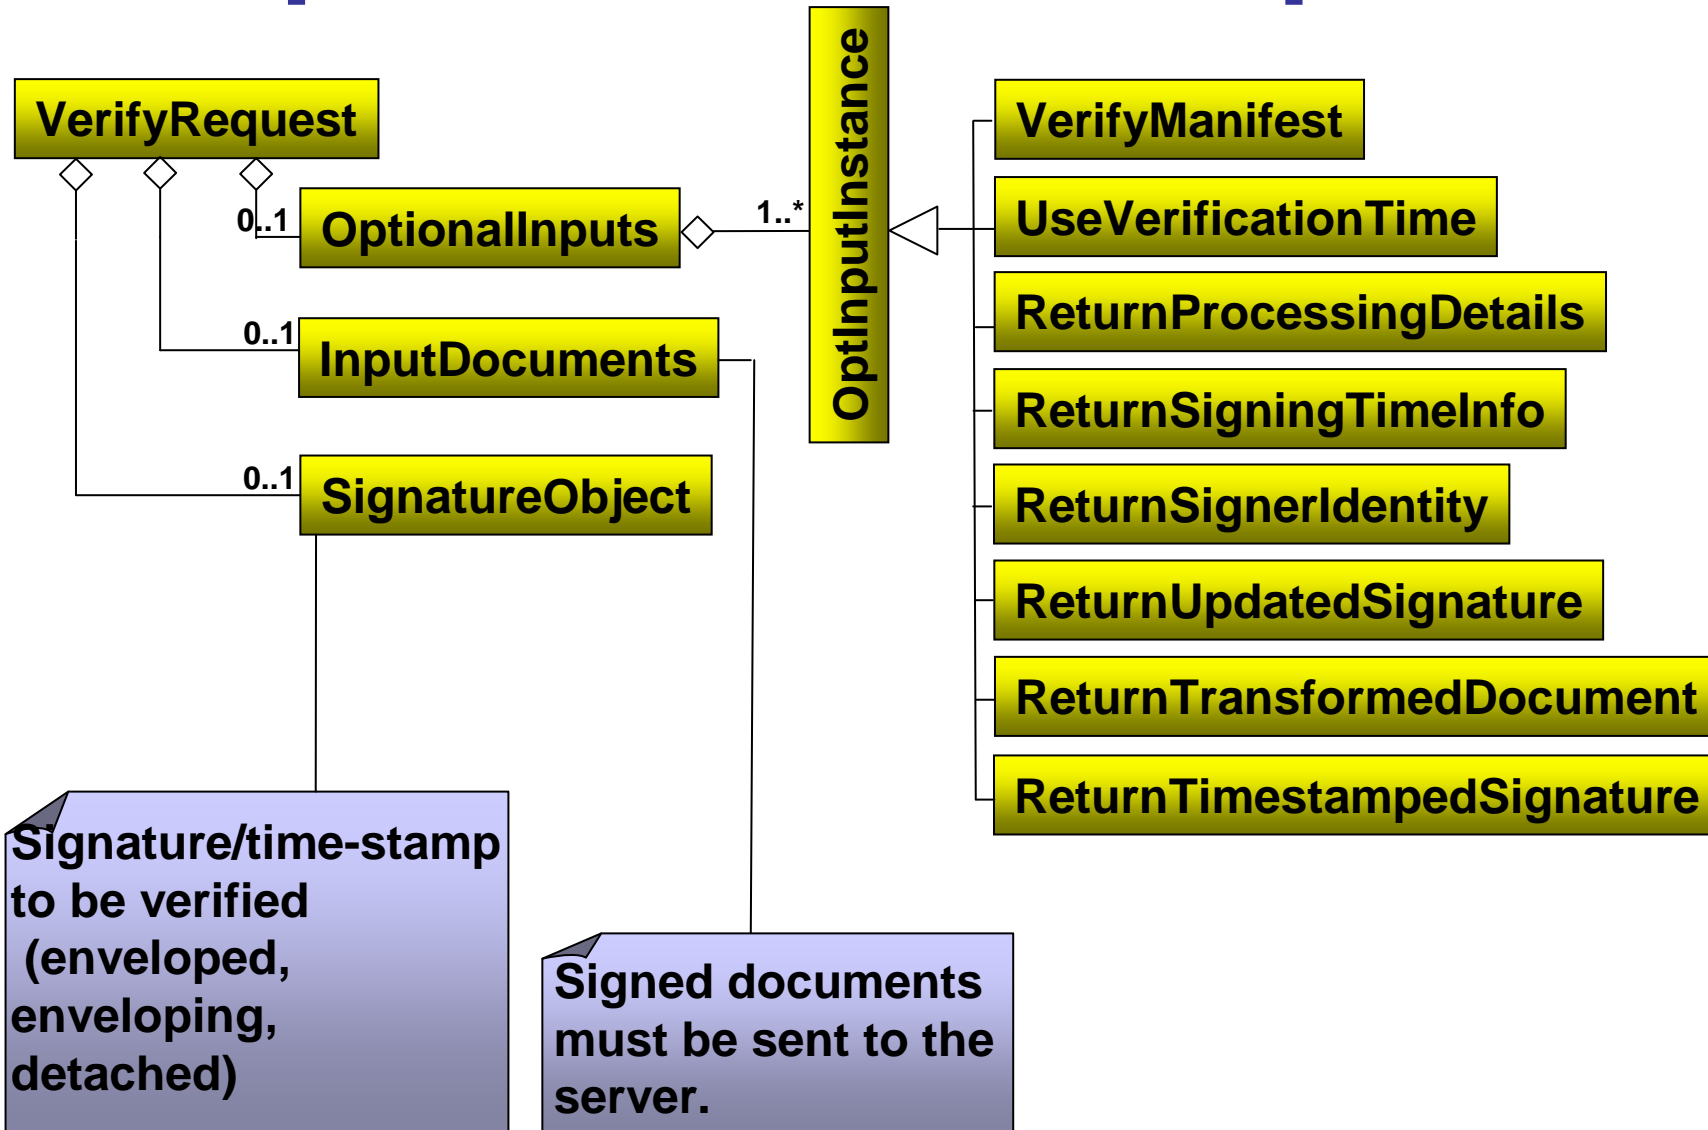 VerifyRequest
0..1
OptionalInputs
1..*
OptInputInstance
0..1
InputDocuments
0..1
SignatureObject
VerifyManifest
UseVerificationTime
ReturnProcessingDetails
ReturnSigningTimeInfo
ReturnSignerIdentity
ReturnUpdatedSignature
ReturnTransformedDocument
ReturnTimestampedSignature
Signature/time-stamp
to be verified
(enveloped,
enveloping,
detached)
Signed documents
must be sent to the
server.